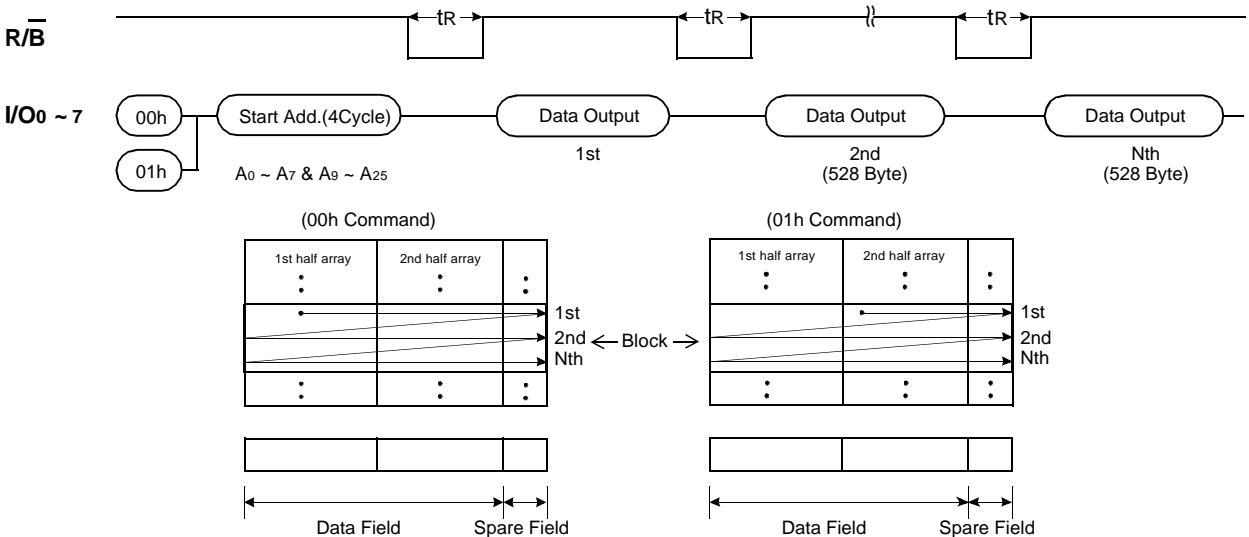 R/B tR tR tR
I/O0 ~ 7 00h Start Add.(4Cycle) Data Output Data Output Data Output
01h A0 ~ A7 & A9 ~ A25 1st 2nd Nth
(528 Byte) (528 Byte)
(00h Command) (01h Command)
1st half array 2nd half array 1st half array 2nd half array
1st 1st
2nd Block 2nd
Nth Nth
Data Field Spare Field Data Field Spare Field